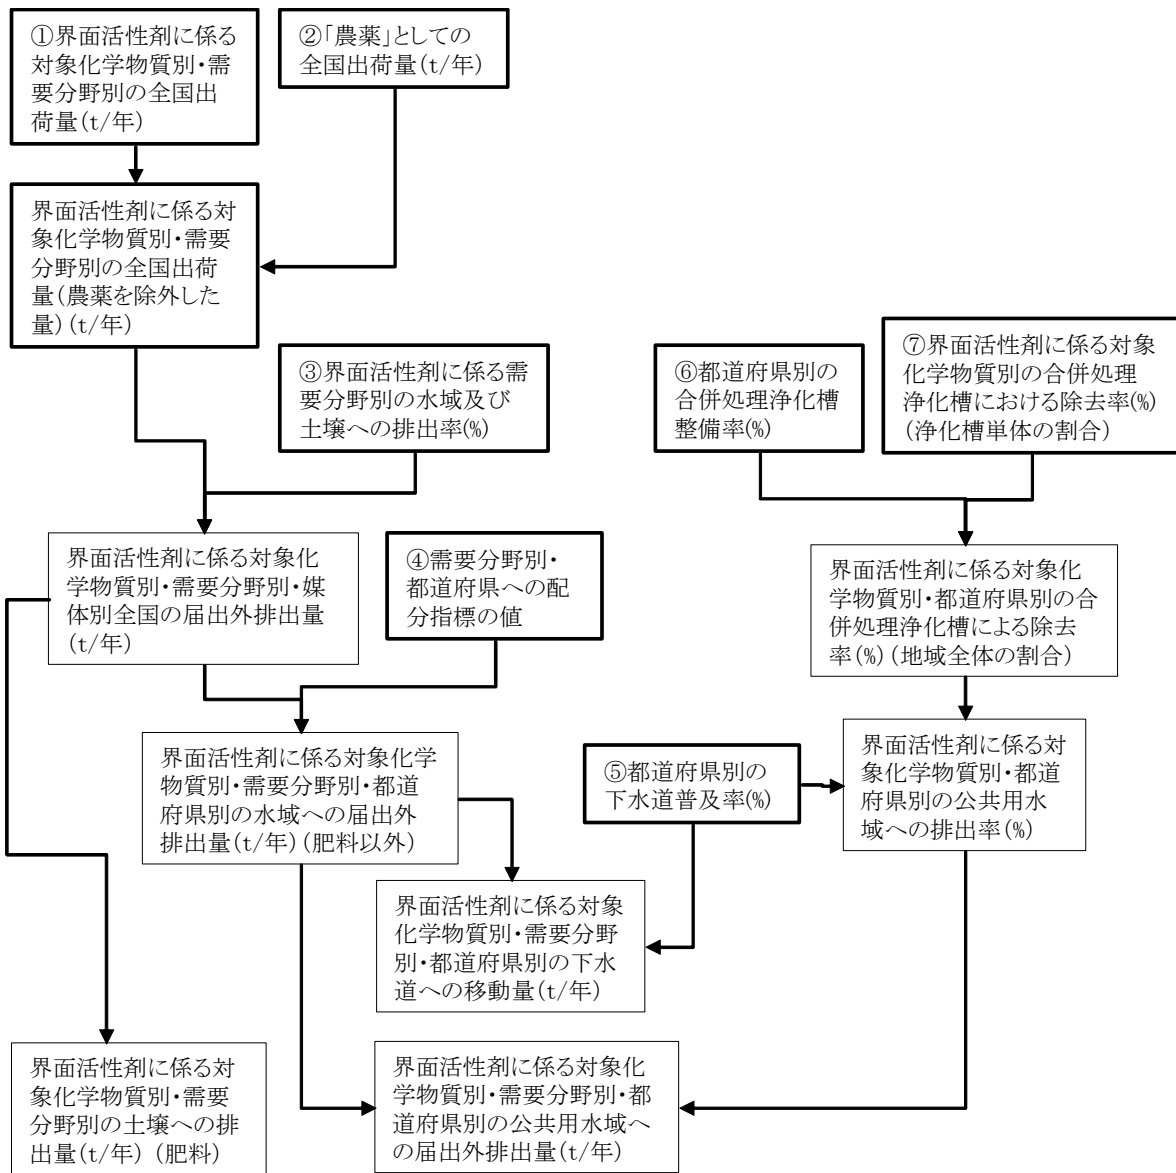 ①界面活性剤に係る
対象化学物質別・需
要分野別の全国出
荷量(t/年)
②「農薬」としての
全国出荷量(t/年)
界面活性剤に係る対
象化学物質別・需要
分野別の全国出荷
量(農薬を除外した
量)(t/年)
③界面活性剤に係る需
要分野別の水域及び
土壌への排出率(%)
⑥都道府県別の
合併処理浄化槽
整備率(%)
⑦界面活性剤に係る対象
化学物質別の合併処理
浄化槽における除去率(%)
(浄化槽単体の割合)
界面活性剤に係る対象化
学物質別・需要分野別・媒
体別全国の届出外排出量
(t/年)
④需要分野別・
都道府県への配
分指標の値
界面活性剤に係る対象化
学物質別・都道府県別の合
併処理浄化槽による除去
率(%)(地域全体の割合)
界面活性剤に係る対象化学
物質別・需要分野別・都道
府県別の水域への届出外
排出量(t/年)(肥料以外)
⑤都道府県別の
下水道普及率(%)
界面活性剤に係る対
象化学物質別・都道
府県別の公共用水
域への排出率(%)
界面活性剤に係る対象
化学物質別・需要分野
別・都道府県別の下水
道への移動量(t/年)
界面活性剤に係る対
象化学物質別・需要
分野別の土壌への排
出量(t/年)(肥料)
界面活性剤に係る対象化
学物質別・需要分野別・都
道府県別の公共用水域へ
の届出外排出量(t/年)